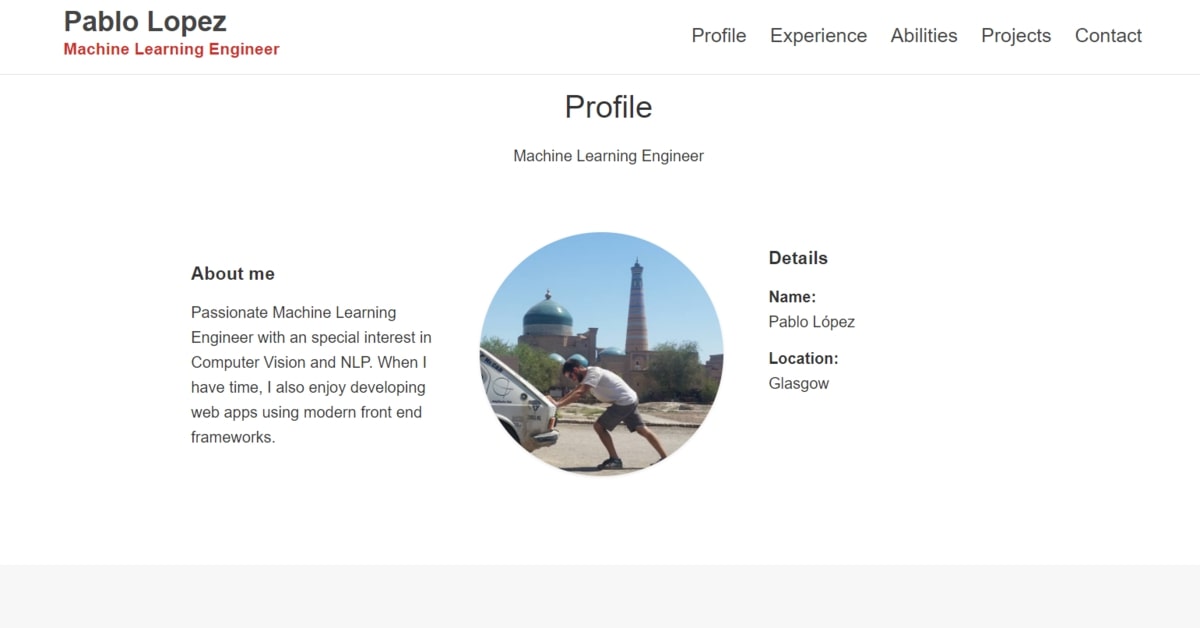 Pablo Lopez
Machine Learning Engineer
Profile Experience Abilities Projects Contact
Profile
Machine Learning Engineer
About me
Passionate Machine Learning
Engineer with an special interest in
Computer Vision and NLP. When I
have time, I also enjoy developing
web apps using modern front end
frameworks.
Details
Name:
Pablo López
Location:
Glasgow